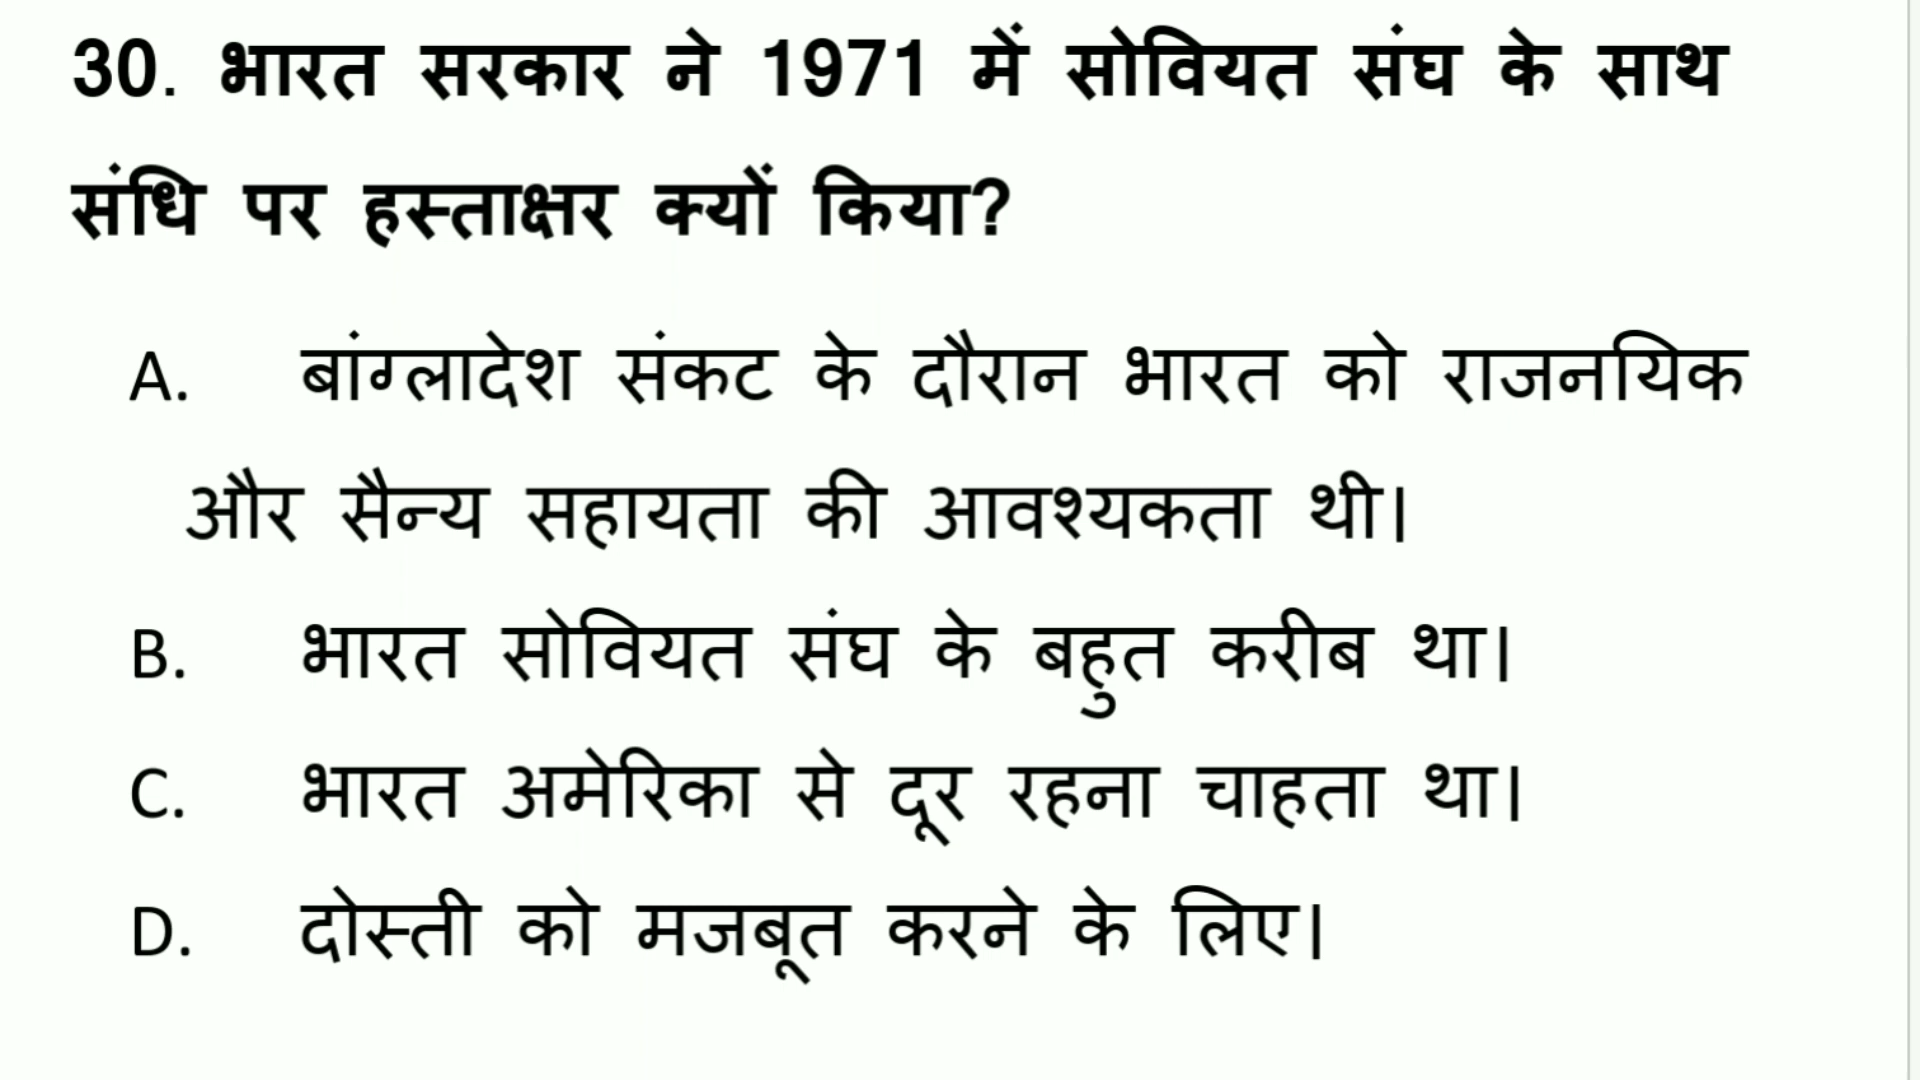 30. भारत सरकार ने 1971 में सोवियत संघ के साथ
संधि पर हस्ताक्षर क्यों किया?
A. बांग्लादेश संकट के दौरान भारत को राजनयिक
और सैन्य सहायता की आवश्यकता थी।
B. भारत सोवियत संघ के बहुत करीब था।
C. भारत अमेरिका से दूर रहना चाहता था।
D. दोस्ती को मजबूत करने के लिए।